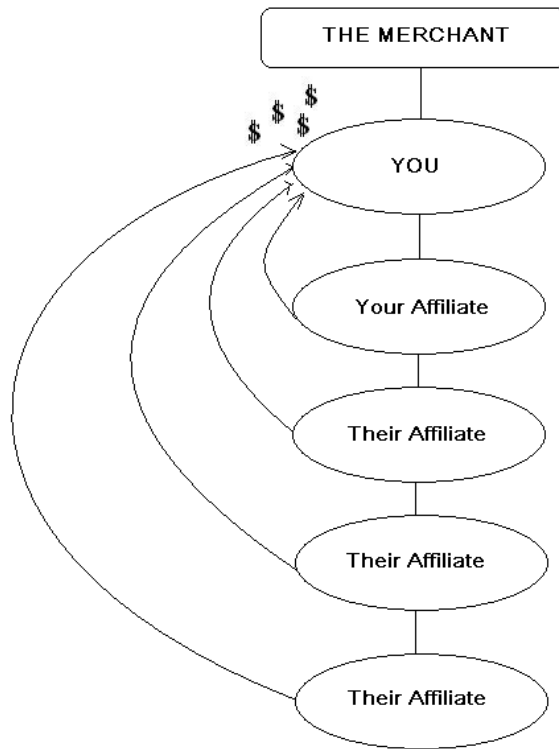 THE MERCHANT
$ $ $ $
YOU
Your Affiliate
Their Affiliate
Their Affiliate
Their Affiliate